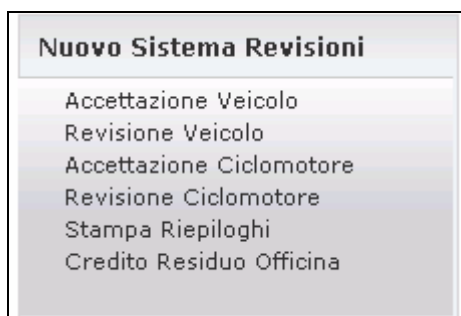 Nuovo Sistema Revisioni
Accettazione Veicolo
Revisione Veicolo
Accettazione Ciclomotore
Revisione Ciclomotore
Stampa Riepiloghi
Credito Residuo Officina